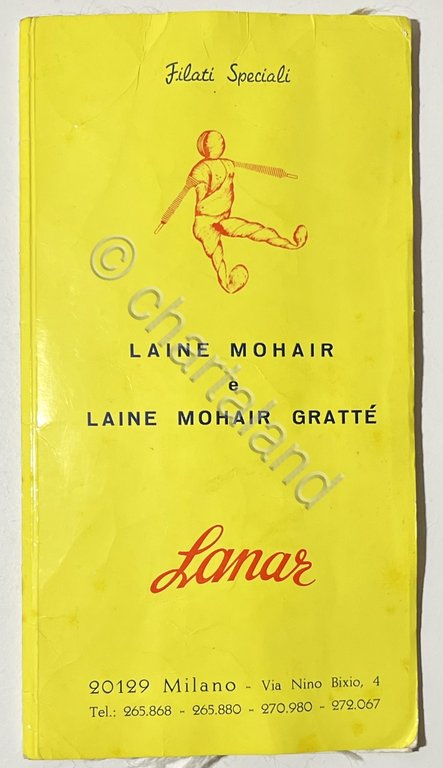 Filati Speciali
LAINE MOHAIR
e
LAINE MOHAIR GRATTÉ
Lanar
20129 Milano - Via Nino Bixio, 4
Tel.: 265.868 - 265.880 - 270.980 - 272.067
© chartaland